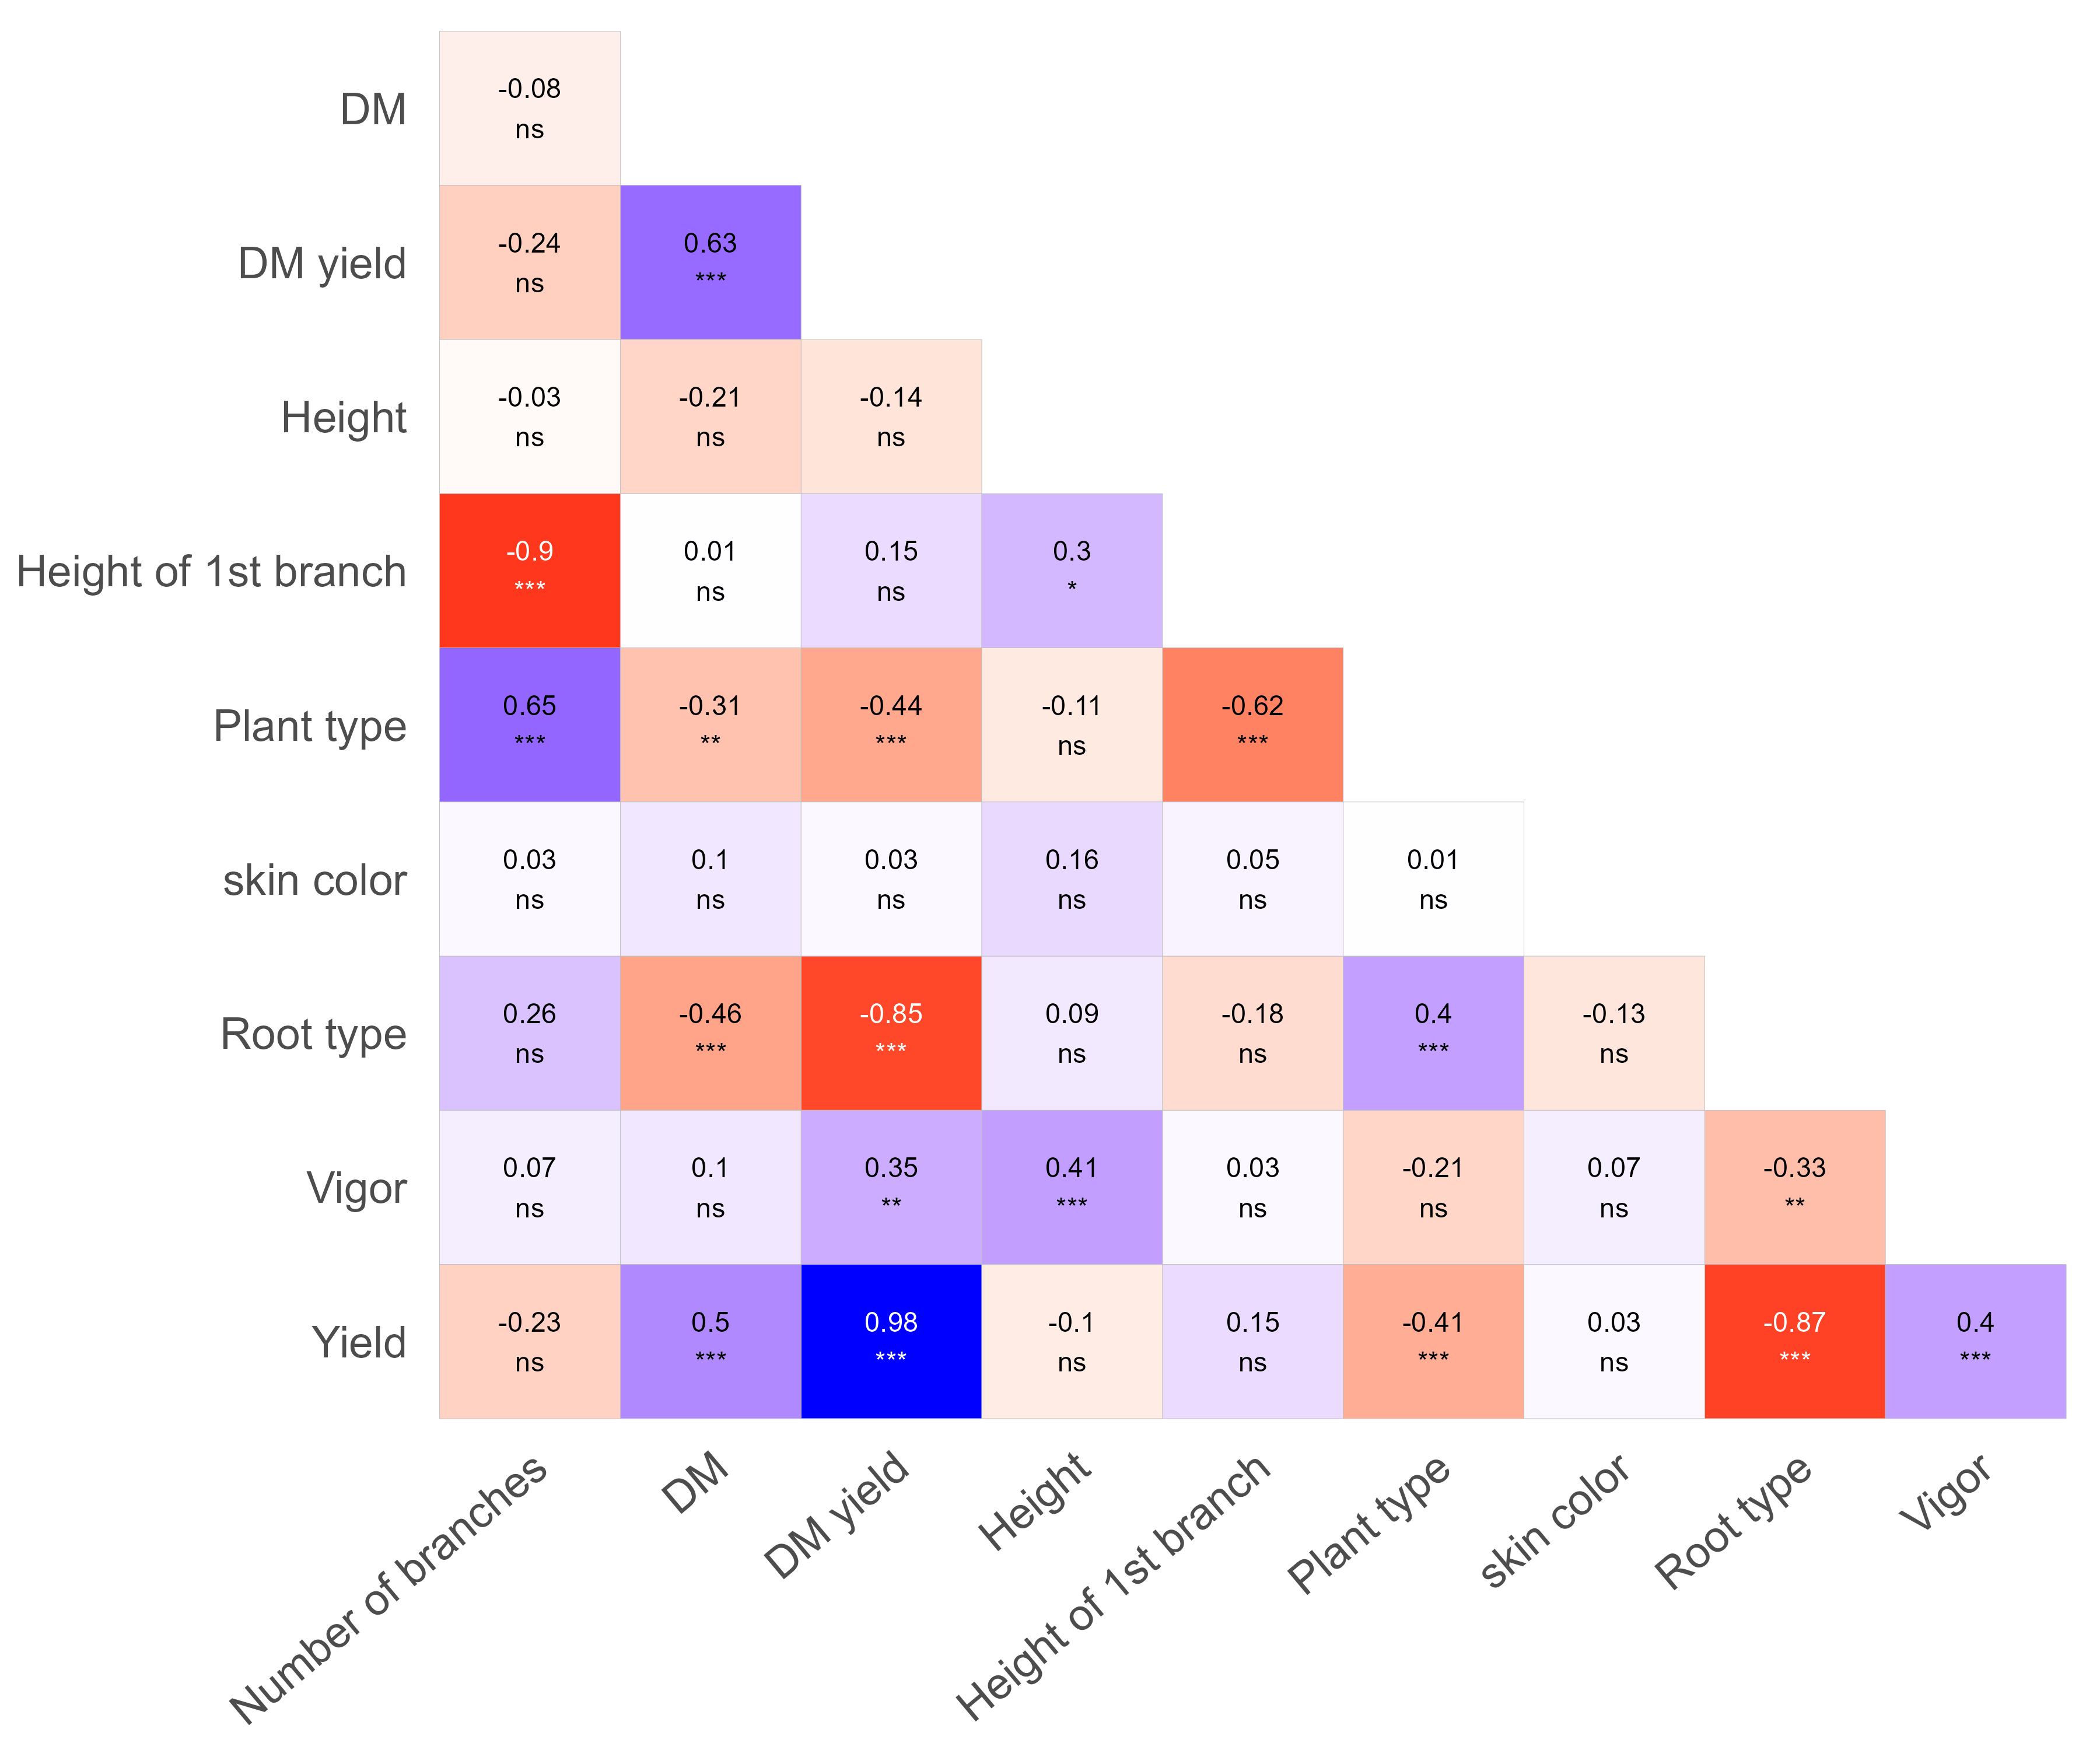 DM
-0.08
ns
DM yield
-0.24 0.63
ns ***
Height
-0.03 -0.21 -0.14
ns ns ns
Height of 1st branch
-0.9 0.01 0.15 0.3
*** ns ns *
Plant type
0.65 -0.31 -0.44 -0.11 -0.62
*** ** *** ns ***
skin color
0.03 0.1 0.03 0.16 0.05 0.01
ns ns ns ns ns ns
Root type
0.26 -0.46 -0.85 0.09 -0.18 0.4 -0.13
ns *** *** ns ns *** ns
Vigor
0.07 0.1 0.35 0.41 0.03 -0.21 0.07 -0.33
ns ns ** *** ns ns ns **
Yield
-0.23 0.5 0.98 -0.1 0.15 -0.41 0.03 -0.87 0.4
ns *** *** ns ns *** ns *** ***
Number of branches
DM
DM yield
Height
Height of 1st branch
Plant type
skin color
Root type
Vigor